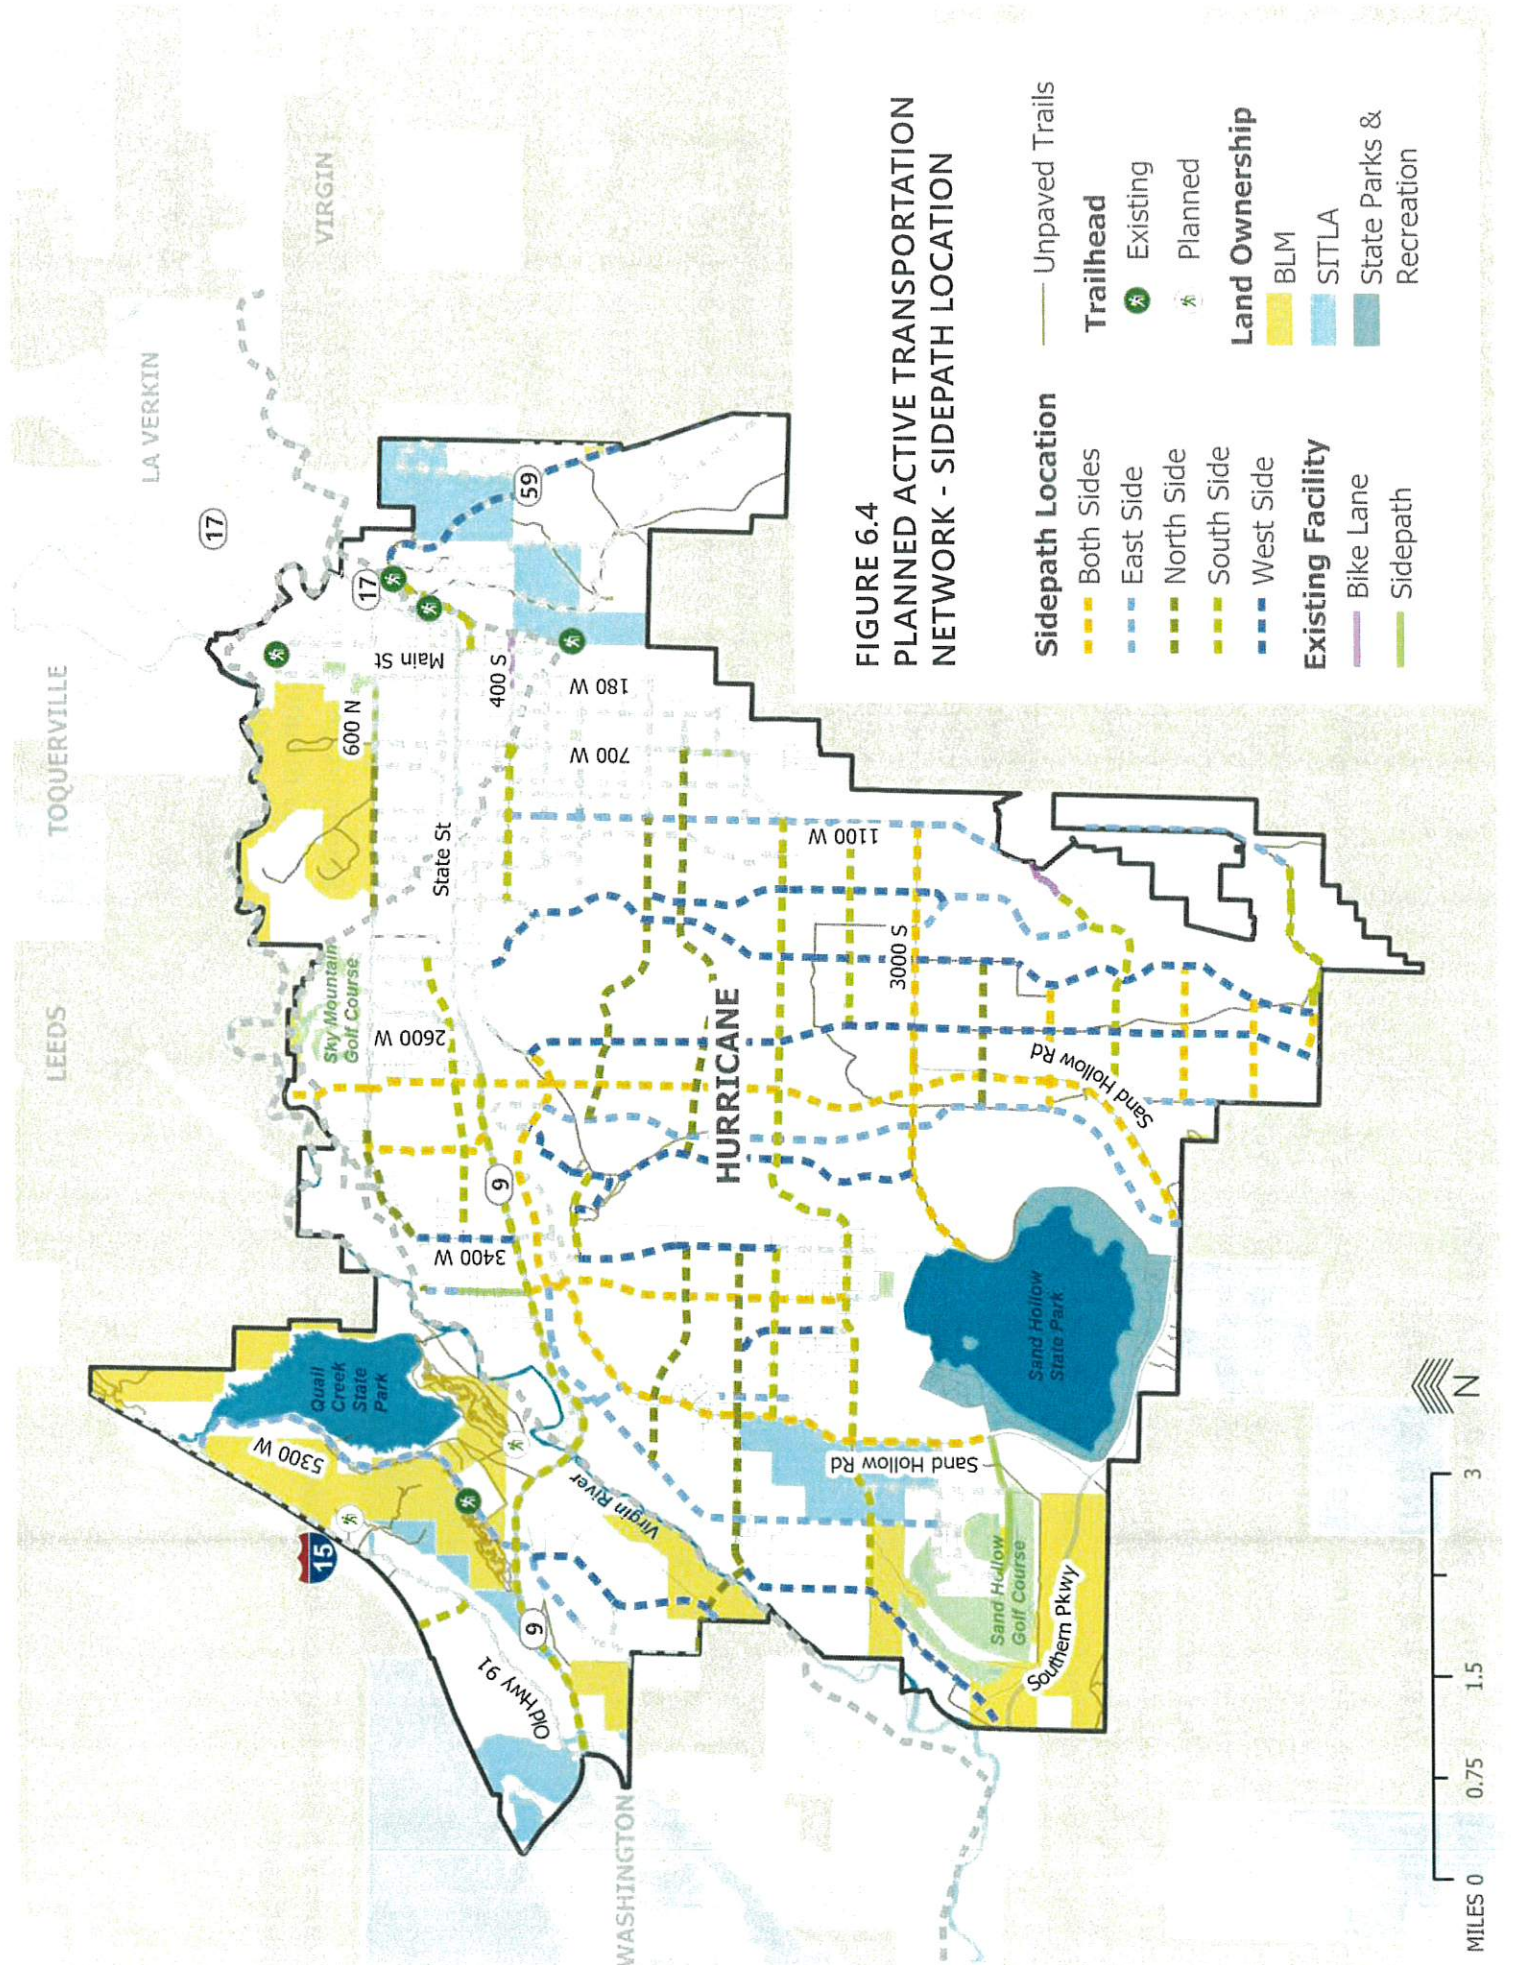 LEEDS
TOQUERVILLE
LA VERKIN
VIRGIN
17
15
5300 W
Quail
Creek
State
Park
Sky Mountain
Golf Course
600 N
17
Main St
2600 W
State St
400 S
59
Old Hwy 91
9
3400 W
9
180 W
700 W
Virgin River
WASHINGTON
HURRICANE
1100 W
Sand Hollow Rd
3000 S
Sand Hollow
Golf Course
Sand Hollow
State Park
Sand Hollow Rd
Southern Pkwy
FIGURE 6.4
PLANNED ACTIVE TRANSPORTATION
NETWORK - SIDEPATH LOCATION
Sidepath Location
Both Sides
East Side
North Side
South Side
West Side
Existing Facility
Bike Lane
Sidepath
Unpaved Trails
Trailhead
Existing
Planned
Land Ownership
BLM
SITLA
State Parks &
Recreation
MILES 0 0.75 1.5 3
N